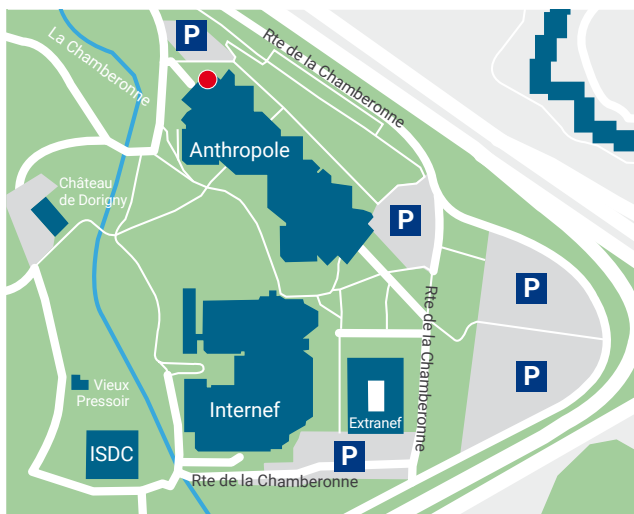 P
La Chamberonne
Rte de la Chamberonne
Anthropole
Château
de Dorigny
P
P
Rte de la Chamberonne
P
Vieux
Pressoir
Internef
Extranef
ISDC
P
Rte de la Chamberonne